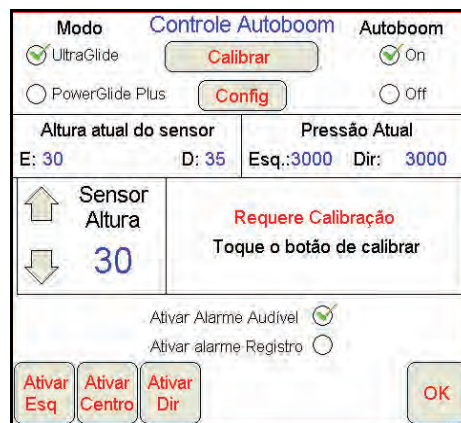 Modo Controle Autoboom Autoboom
UltraGlide Calibrar On
PowerGlide Plus Config Off
Altura atual do sensor Pressão Atual
E: 30 D: 35 Esq.:3000 Dir: 3000
Sensor
Altura
30
Requere Calibração
Toque o botão de calibrar
Ativar Alarme Audível
Ativar alarme Registro
Ativar
Esq
Ativar
Centro
Ativar
Dir
OK